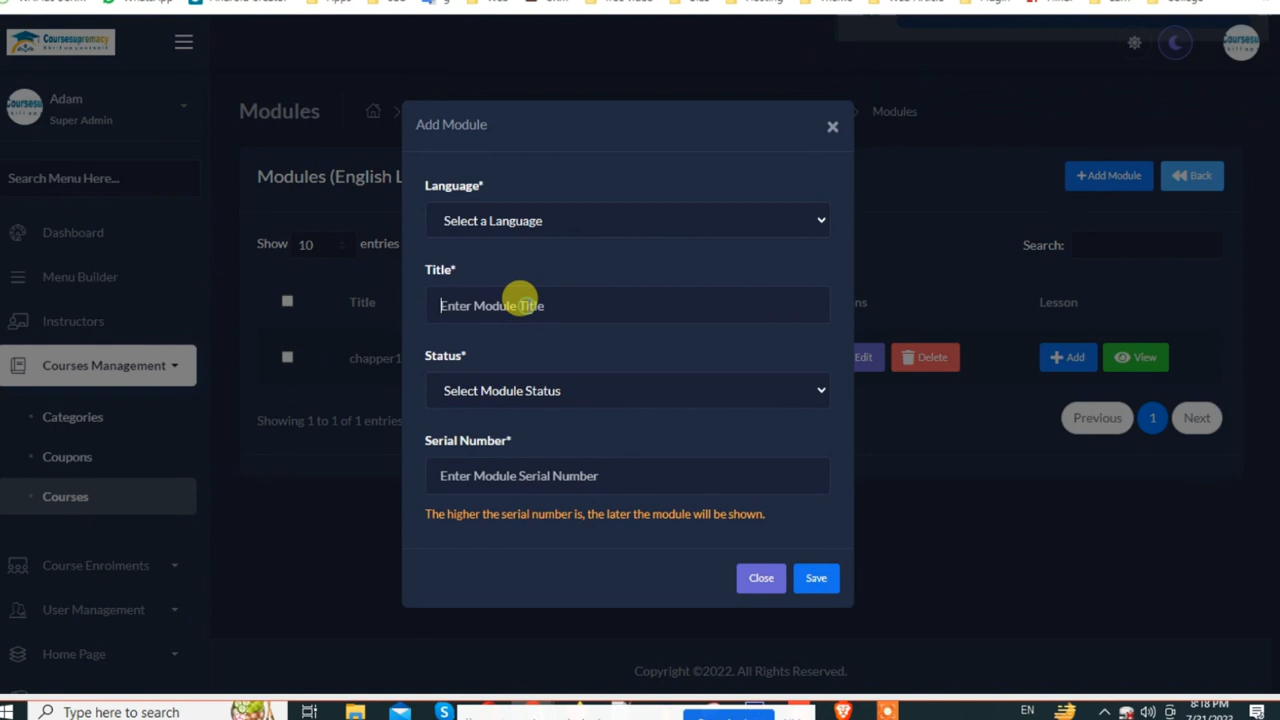 WhatsApp
Apps
Coursesupremacy
Adam
Super Admin
Search Menu Here...
Dashboard
Menu Builder
Instructors
Courses Management
Categories
Coupons
Courses
Course Enrolments
User Management
Home Page
Modules
Modules
Modules (English L
+Add Module
Back
Show 10 entries
Search:
Title
ns
Lesson
chapper1
Edit
Delete
Add
View
Showing 1 to 1 of 1 entries
Previous
1
Next
Add Module
×
Language*
Select a Language
Title*
Enter Module Title
Status*
Select Module Status
Serial Number*
Enter Module Serial Number
The higher the serial number is, the later the module will be shown.
Close
Save
Copyright ©2022. All Rights Reserved.
Type here to search
EN
8:18 PM